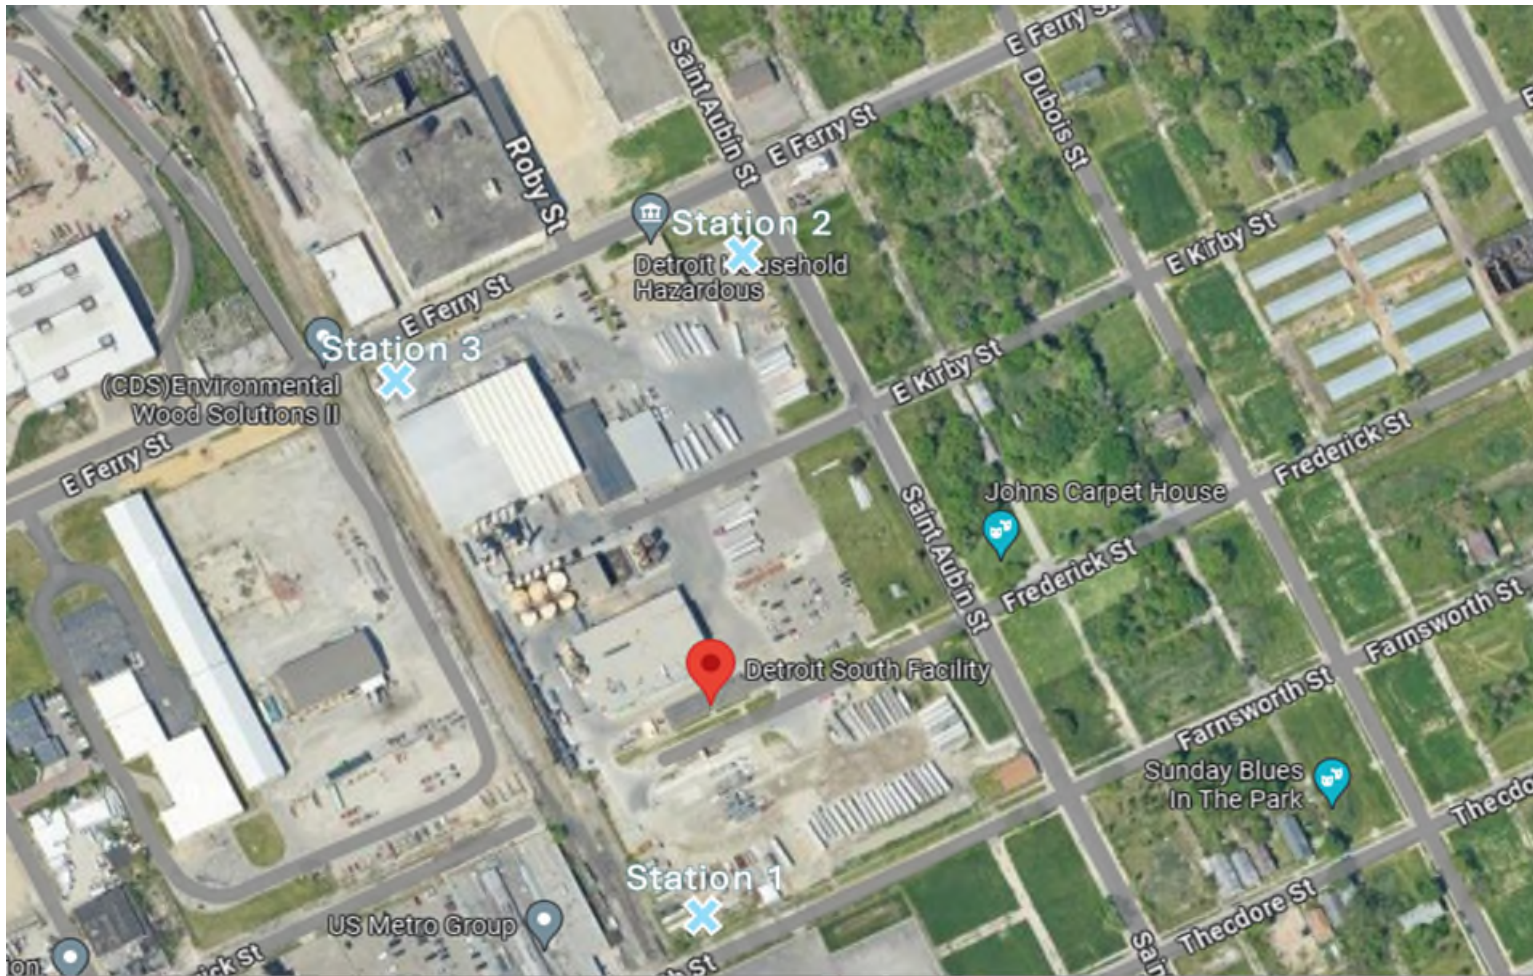 E Ferry St
Saint Aubin St
Dubois St
E Ferry St
Roby St
Station 2
Detroit Household
Hazardous
E Kirby St
E Ferry St
Station 3
(CDS)Environmental
Wood Solutions II
E Kirby St
E Ferry St
Frederick St
Johns Carpet House
Saint Aubin St
Frederick St
Farnsworth St
Detroit South Facility
Farnsworth St
Sunday Blues
In The Park
Station 1
US Metro Group
Thecdore St